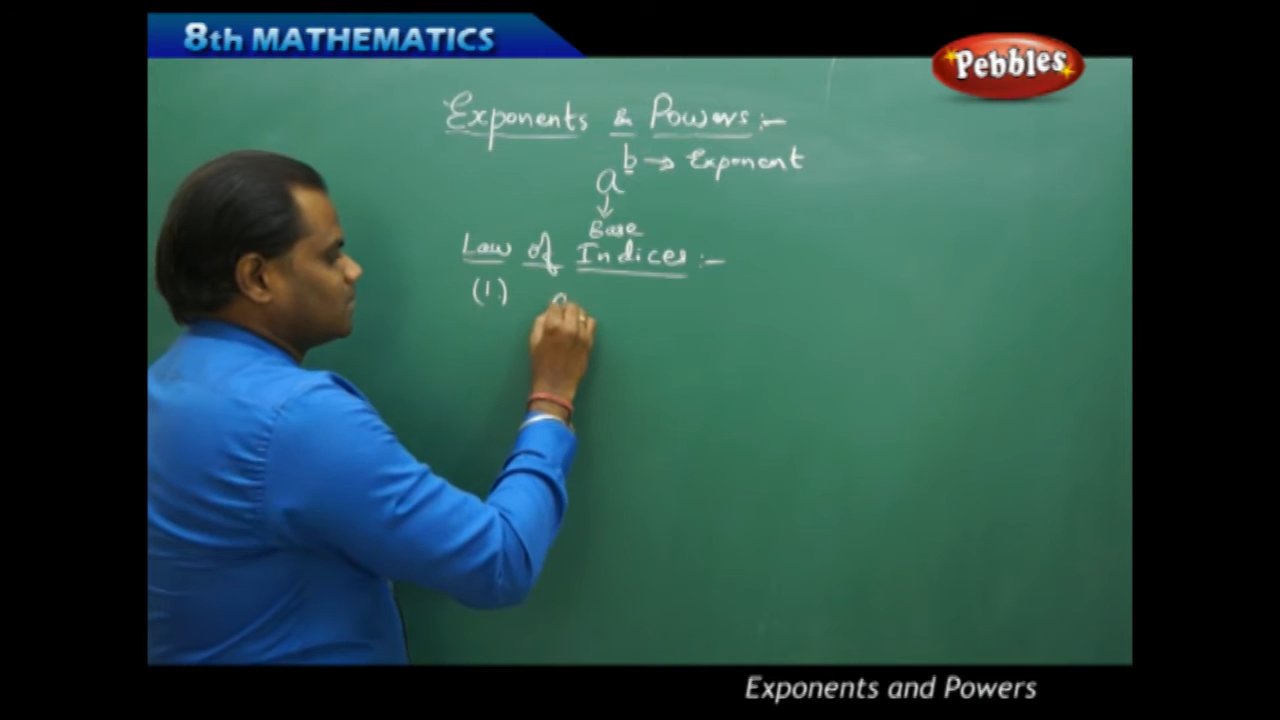 8th MATHEMATICS
Pebbles
Exponents & Powers :-
b → Exponent
a
↓
Base
Law of Indices :-
(1.)
Exponents and Powers